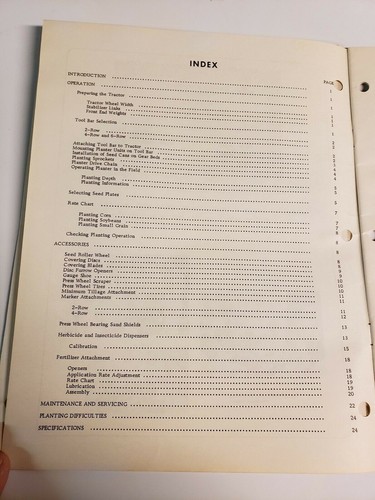 INDEX
PAGE
INTRODUCTION
OPERATION
Preparing the Tractor
Tractor Wheel Width
Stabilizer Links
Front End Weights
Tool Bar Selection
2-Row
4-Row and 6-Row
Attaching Tool Bar to Tractor
Mounting Planter Units on Tool Bar
Installation of Seed Cans on Gear Beds
Planting Sprockets
Planter Drive Chain
Operating Planter in the Field
Planting Depth
Planting Information
Selecting Seed Plates
Rate Chart
Planting Corn
Planting Soybeans
Planting Small Grain
Checking Planting Operation
ACCESSORIES
Seed Roller Wheel
Covering Discs
Covering Blades
Disc Furrow Openers
Gauge Shoe
Press Wheel Scraper
Press Wheel Tires
Minimum Tillage Attachment
Marker Attachments
2-Row
4-Row
Press Wheel Bearing Sand Shields 13
Herbicide and Insecticide Dispensers 13
Calibration 15
Fertilizer Attachment 18
Openers 18
Application Rate Adjustment 18
Rate Chart 19
Lubrication 19
Assembly 20
MAINTENANCE AND SERVICING 22
PLANTING DIFFICULTIES 24
SPECIFICATIONS 24